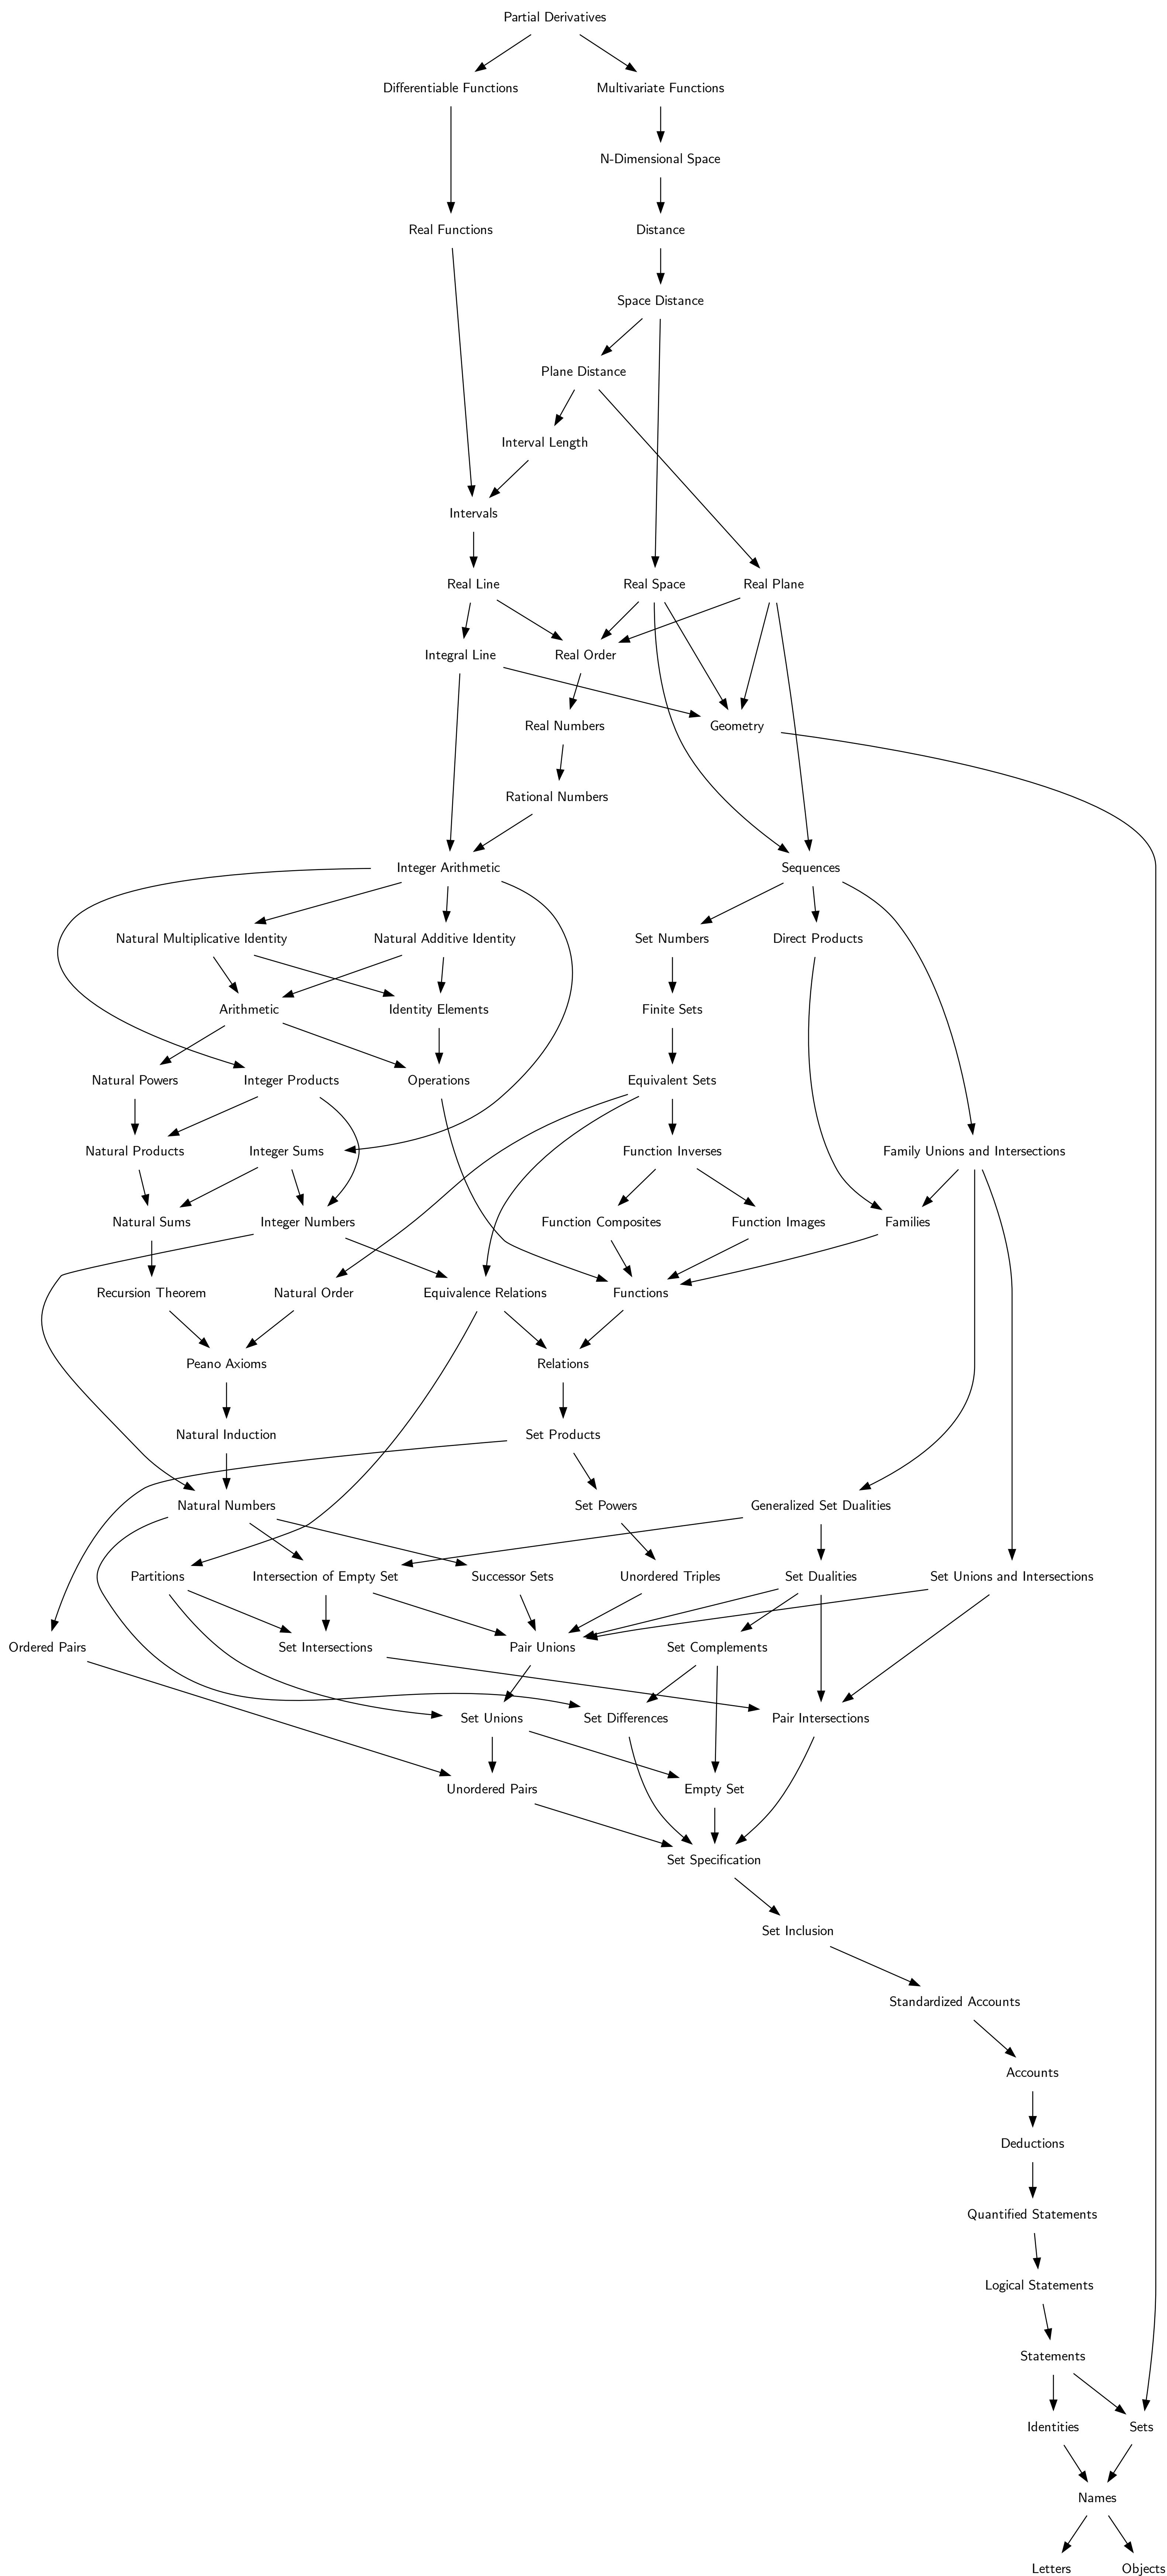 Partial Derivatives
Differentiable Functions
Multivariate Functions
N-Dimensional Space
Real Functions
Distance
Space Distance
Plane Distance
Interval Length
Intervals
Real Line
Real Space
Real Plane
Integral Line
Real Order
Real Numbers
Geometry
Rational Numbers
Integer Arithmetic
Sequences
Natural Multiplicative Identity
Natural Additive Identity
Set Numbers
Direct Products
Arithmetic
Identity Elements
Finite Sets
Natural Powers
Integer Products
Operations
Equivalent Sets
Natural Products
Integer Sums
Function Inverses
Family Unions and Intersections
Natural Sums
Integer Numbers
Function Composites
Function Images
Families
Recursion Theorem
Natural Order
Equivalence Relations
Functions
Peano Axioms
Relations
Natural Induction
Set Products
Natural Numbers
Set Powers
Generalized Set Dualities
Partitions
Intersection of Empty Set
Successor Sets
Unordered Triples
Set Dualities
Set Unions and Intersections
Ordered Pairs
Set Intersections
Pair Unions
Set Complements
Set Unions
Set Differences
Pair Intersections
Unordered Pairs
Empty Set
Set Specification
Set Inclusion
Standardized Accounts
Accounts
Deductions
Quantified Statements
Logical Statements
Statements
Identities
Sets
Names
Letters
Objects